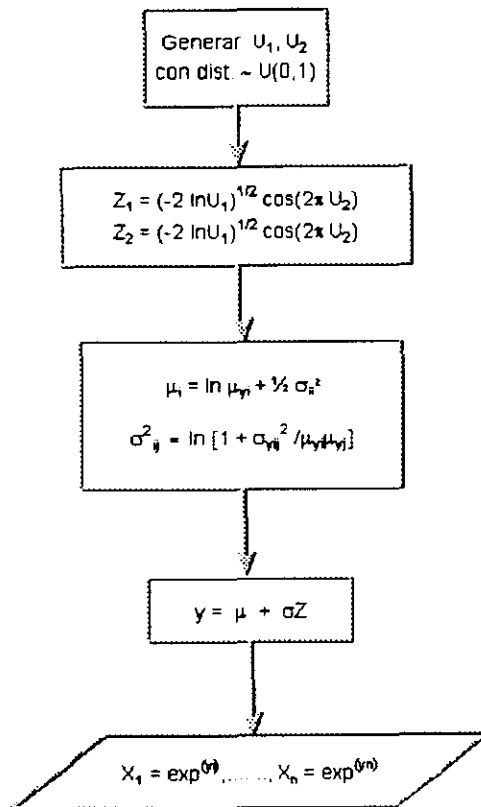 Generar U₁, U₂
con dist. ~ U(0,1)
Z₁ = (-2 lnU₁)^1/2 cos(2π U₂)
Z₂ = (-2 lnU₁)^1/2 cos(2π U₂)
μᵢ = ln μyᵢ + ½ σᵢᵢ²
σ²ᵢⱼ = ln [1 + σyᵢⱼ² /μyᵢμyⱼ]
y = μ + σZ
X₁ = exp^(yi),......, Xₙ = exp^(yn)